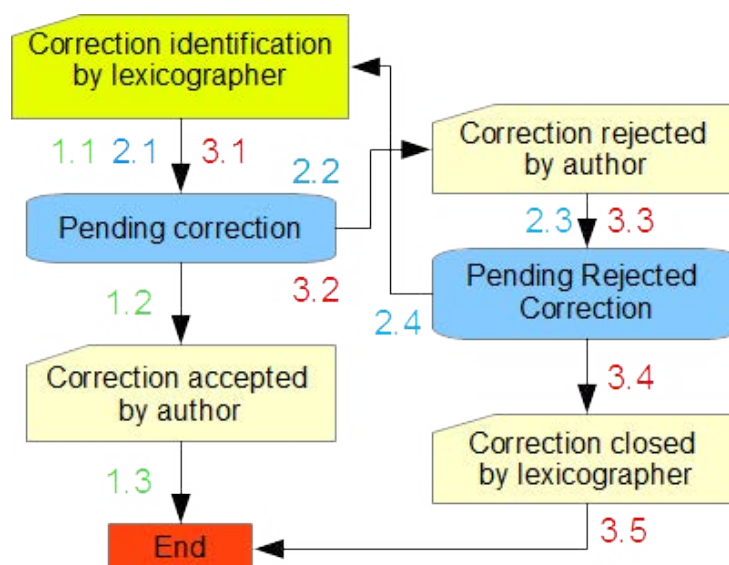 Correction identification
by lexicographer
1.1 2.1 3.1
2.2
Correction rejected
by author
Pending correction
2.3 3.3
3.2
1.2
Pending Rejected
Correction
2.4
Correction accepted
by author
3.4
Correction closed
by lexicographer
1.3
End
3.5